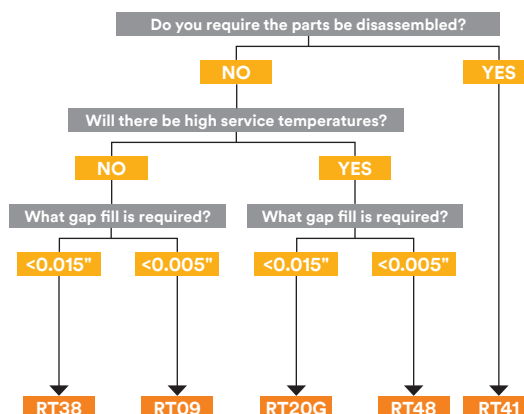 Do you require the parts be disassembled?
NO
YES
Will there be high service temperatures?
NO
YES
What gap fill is required?
What gap fill is required?
<0.015"
<0.005"
<0.015"
<0.005"
RT38
RT09
RT20G
RT48
RT41